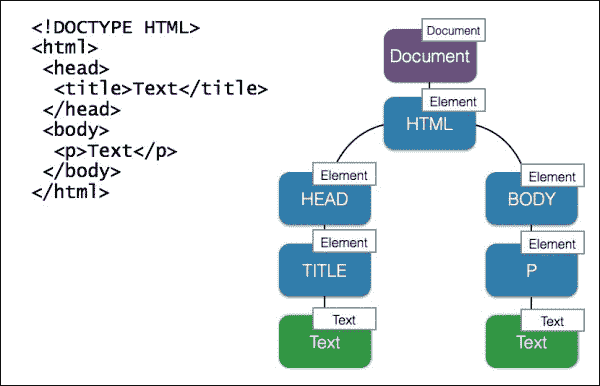 <!DOCTYPE HTML>
<html>
<head>
<title>Text</title>
</head>
<body>
<p>Text</p>
</body>
</html>
Document
Document
Element
HTML
Element
HEAD
Element
BODY
Element
TITLE
Element
P
Text
Text
Text
Text